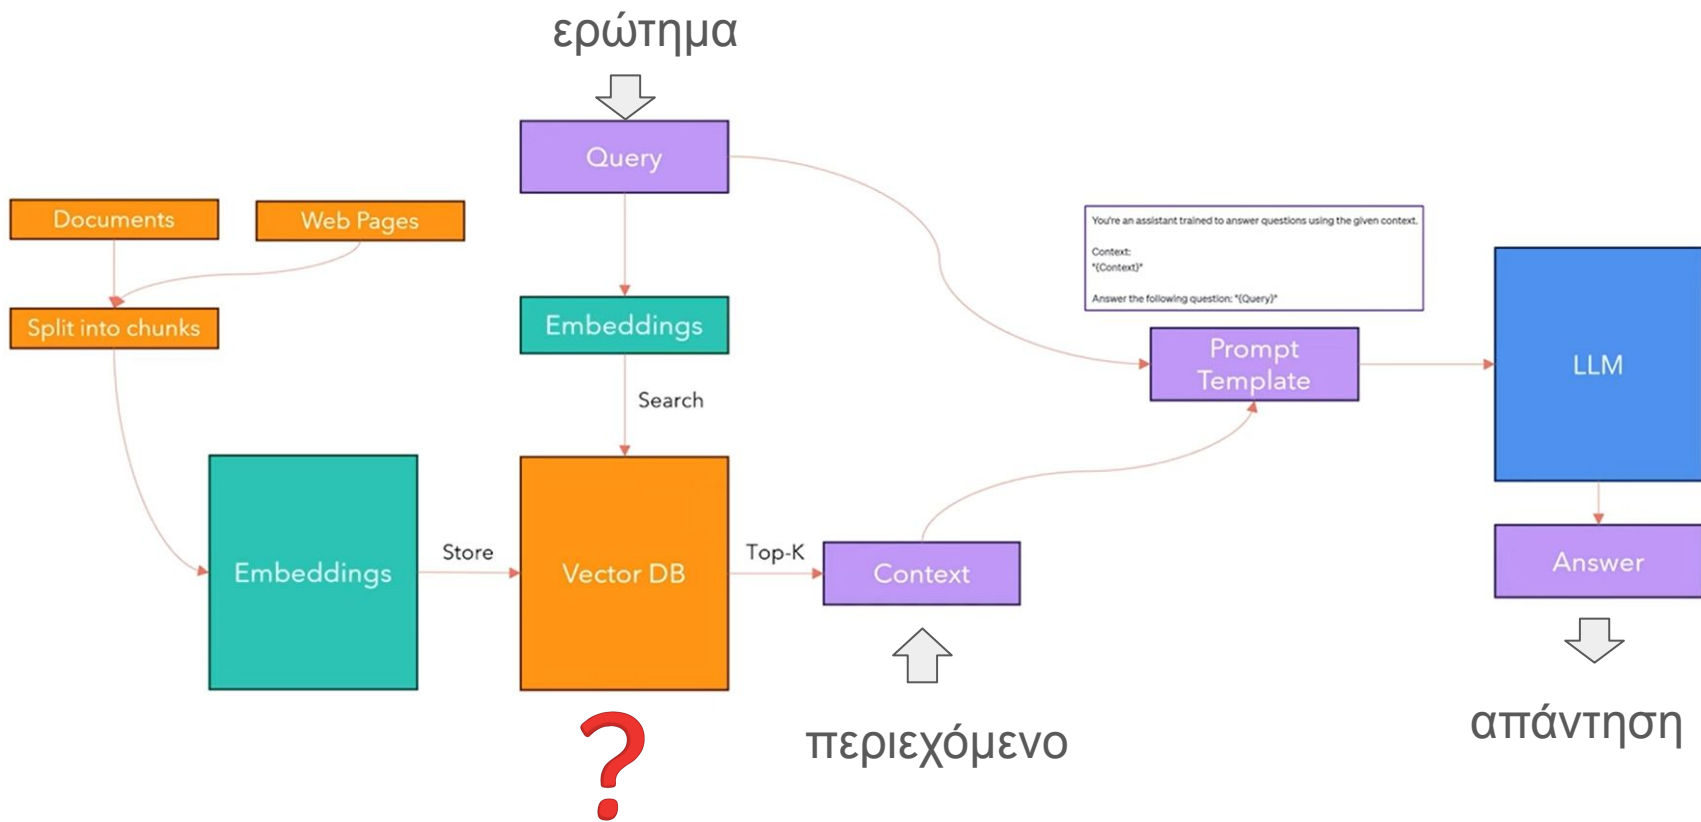 ερώτημα
Query
Documents
Web Pages
Split into chunks
Embeddings
Search
You're an assistant trained to answer questions using the given context.
Context:
"{Context}"
Answer the following question: "{Query}"
Prompt
Template
LLM
Embeddings
Store
Vector DB
Top-K
Context
Answer
?
περιεχόμενο
απάντηση